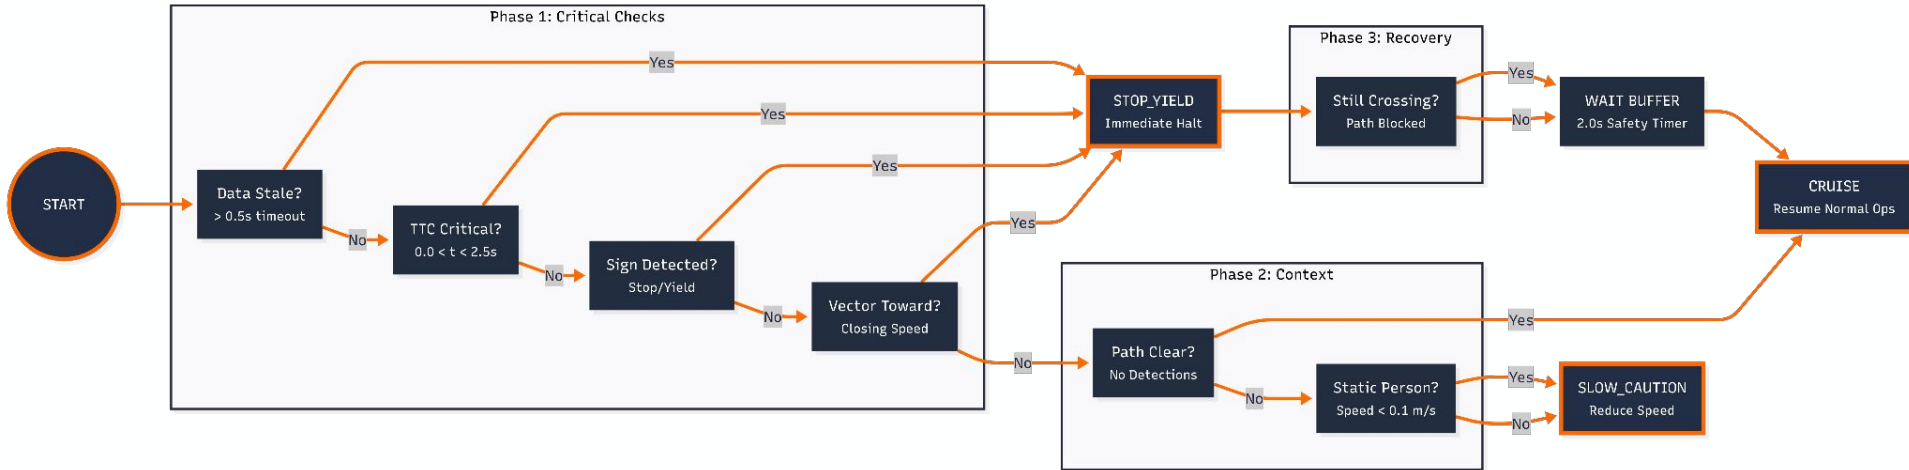 Phase 1: Critical Checks
START
Data Stale?
> 0.5s timeout
Yes
No
TTC Critical?
0.0 < t < 2.5s
Yes
No
Sign Detected?
Stop/Yield
Yes
No
Vector Toward?
Closing Speed
Yes
No
STOP_YIELD
Immediate Halt
Phase 3: Recovery
Still Crossing?
Path Blocked
Yes
No
WAIT BUFFER
2.0s Safety Timer
CRUISE
Resume Normal Ops
Phase 2: Context
Path Clear?
No Detections
Yes
No
Static Person?
Speed < 0.1 m/s
Yes
No
SLOW_CAUTION
Reduce Speed